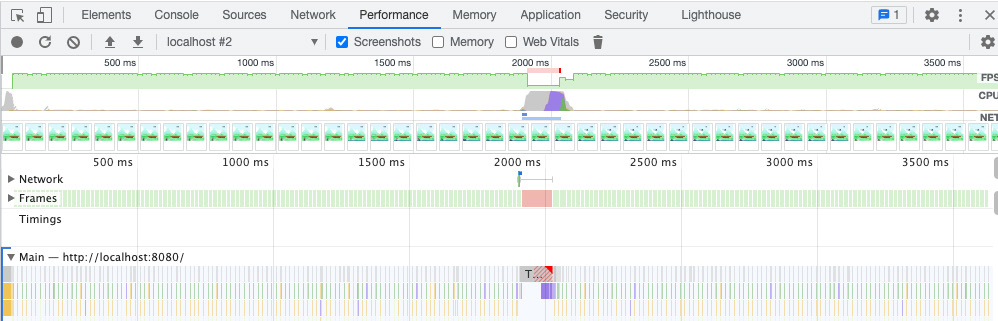 Elements Console Sources Network Performance Memory Application Security Lighthouse 1
localhost #2 Screenshots Memory Web Vitals
500 ms 1000 ms 1500 ms 2000 ms 2500 ms 3000 ms 3500 ms
FPS
CPU
NET
500 ms 1000 ms 1500 ms 2000 ms 2500 ms 3000 ms 3500 ms
Network
Frames
Timings
Main — http://localhost:8080/
T...